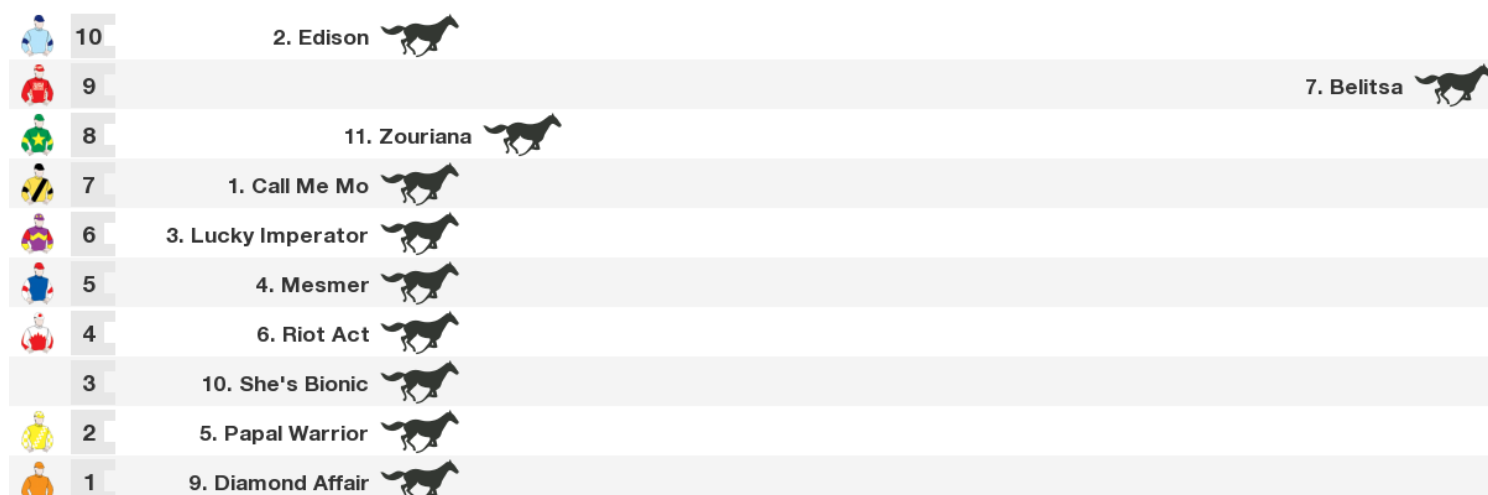 10 2. Edison
9 7. Belitsa
8 11. Zouriana
7 1. Call Me Mo
6 3. Lucky Imperator
5 4. Mesmer
4 6. Riot Act
3 10. She's Bionic
2 5. Papal Warrior
1 9. Diamond Affair